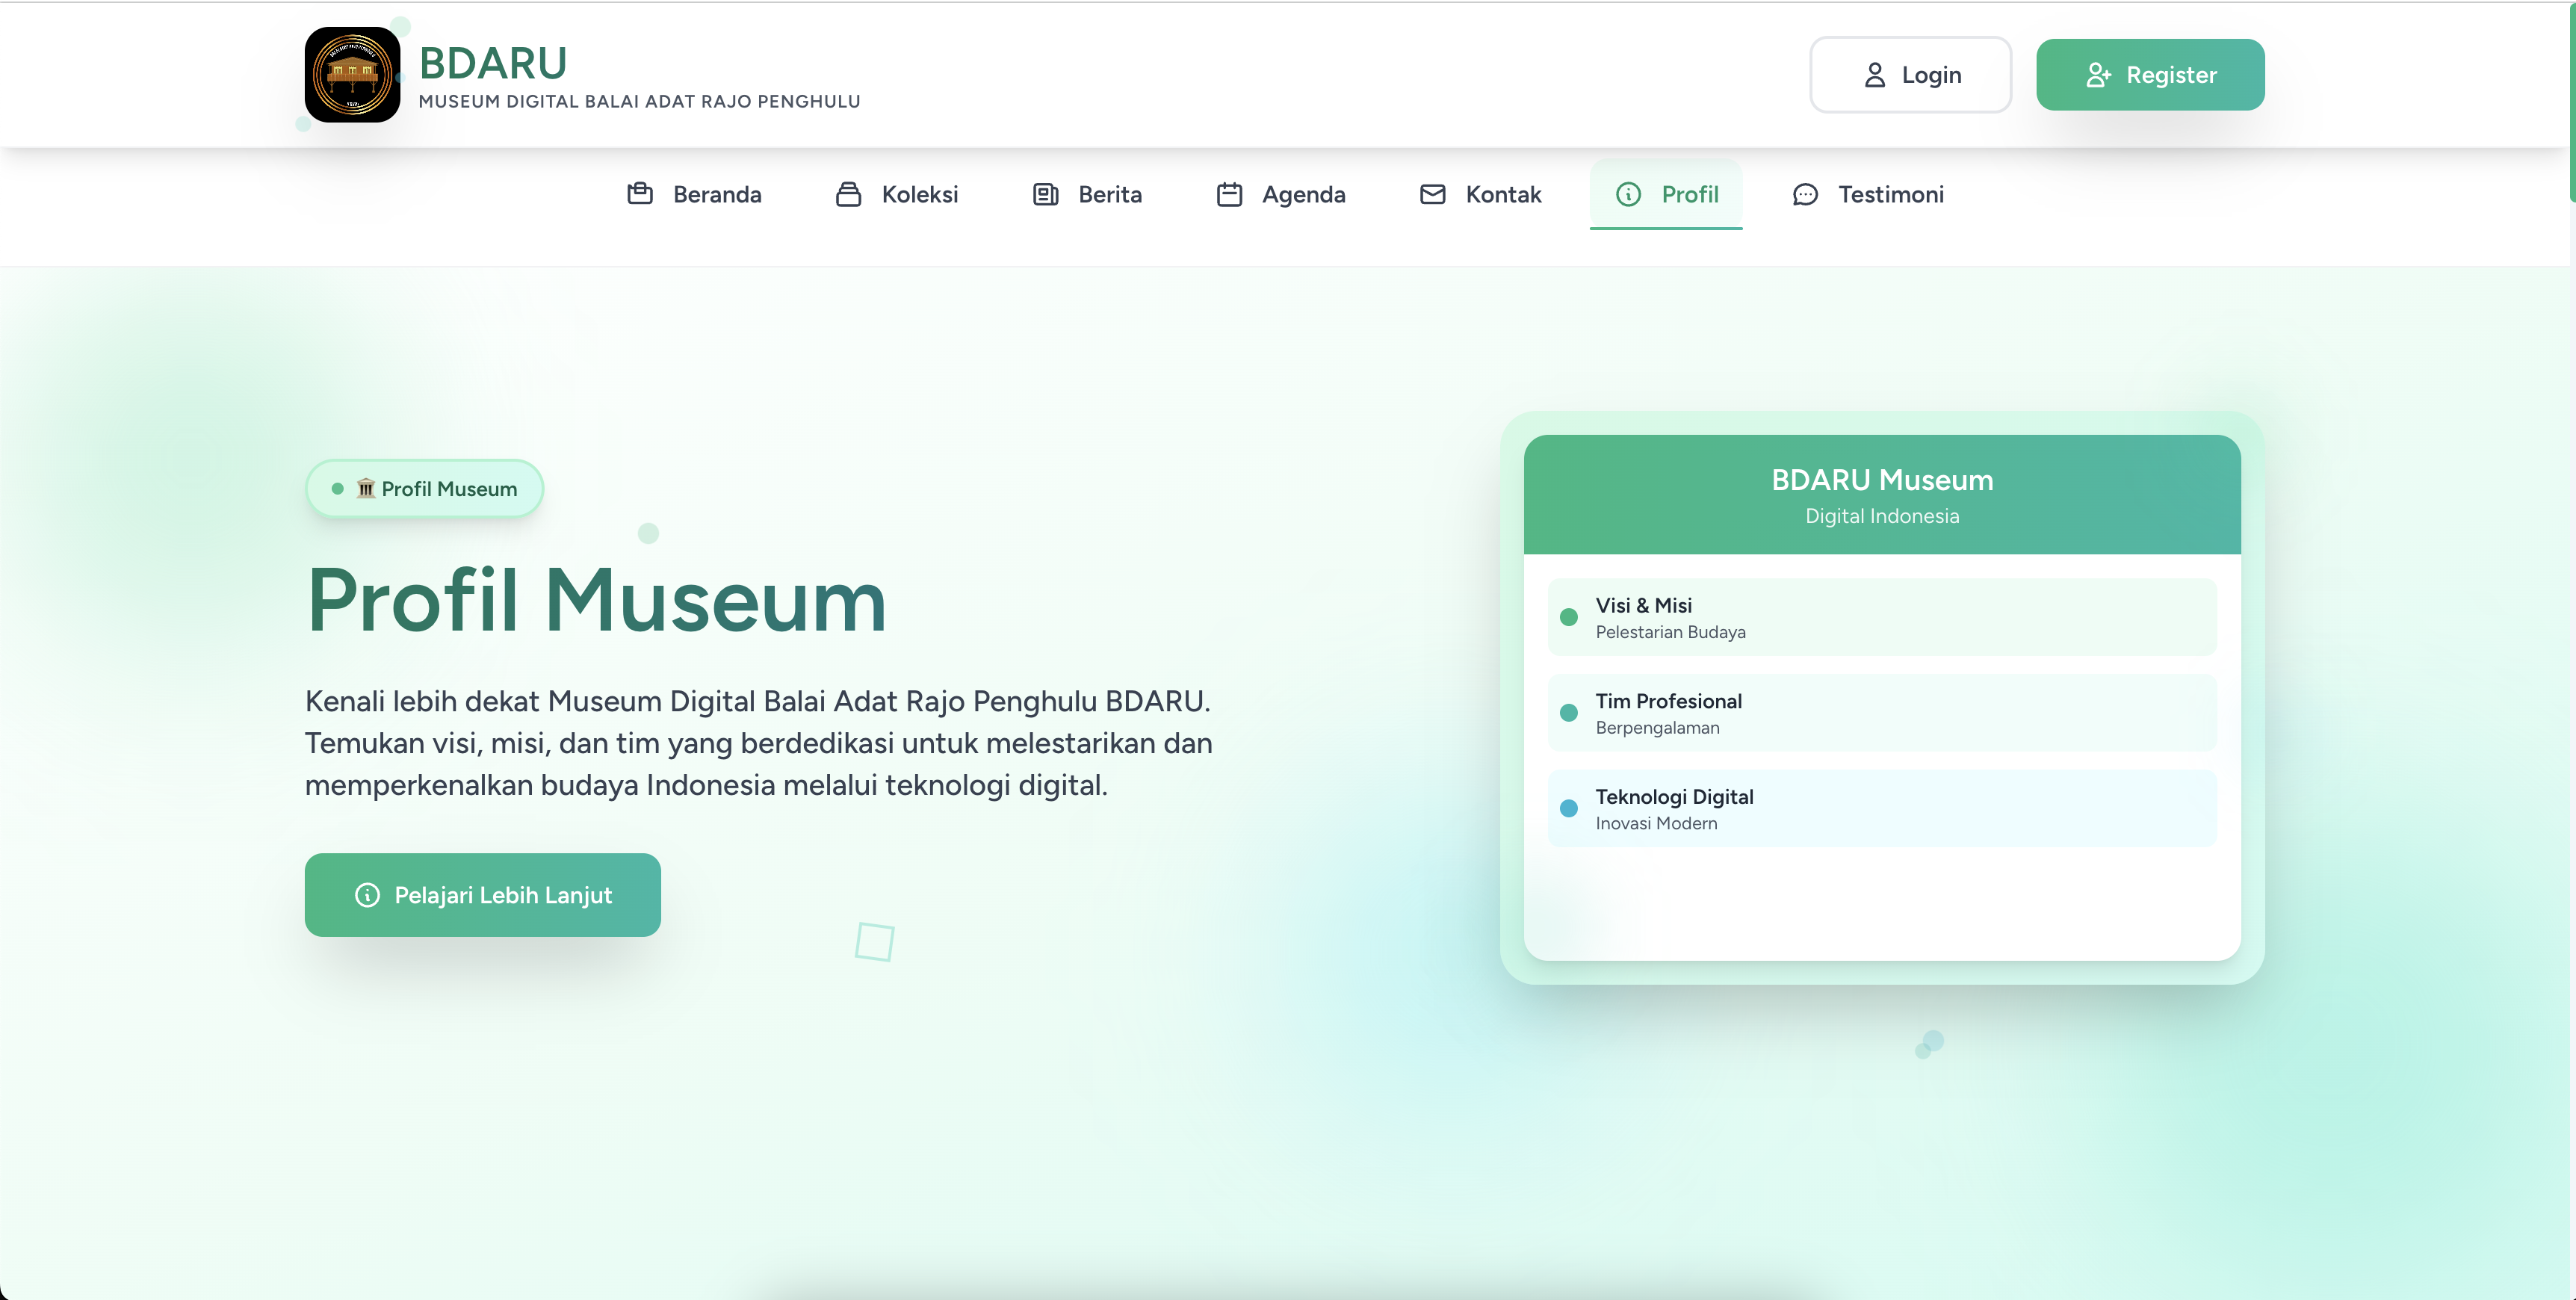 BDARU
MUSEUM DIGITAL BALAI ADAT RAJO PENGHULU
Login
Register
Beranda
Koleksi
Berita
Agenda
Kontak
Profil
Testimoni
Profil Museum
Profil Museum
Kenali lebih dekat Museum Digital Balai Adat Rajo Penghulu BDARU.
Temukan visi, misi, dan tim yang berdedikasi untuk melestarikan dan
memperkenalkan budaya Indonesia melalui teknologi digital.
Pelajari Lebih Lanjut
BDARU Museum
Digital Indonesia
Visi & Misi
Pelestarian Budaya
Tim Profesional
Berpengalaman
Teknologi Digital
Inovasi Modern